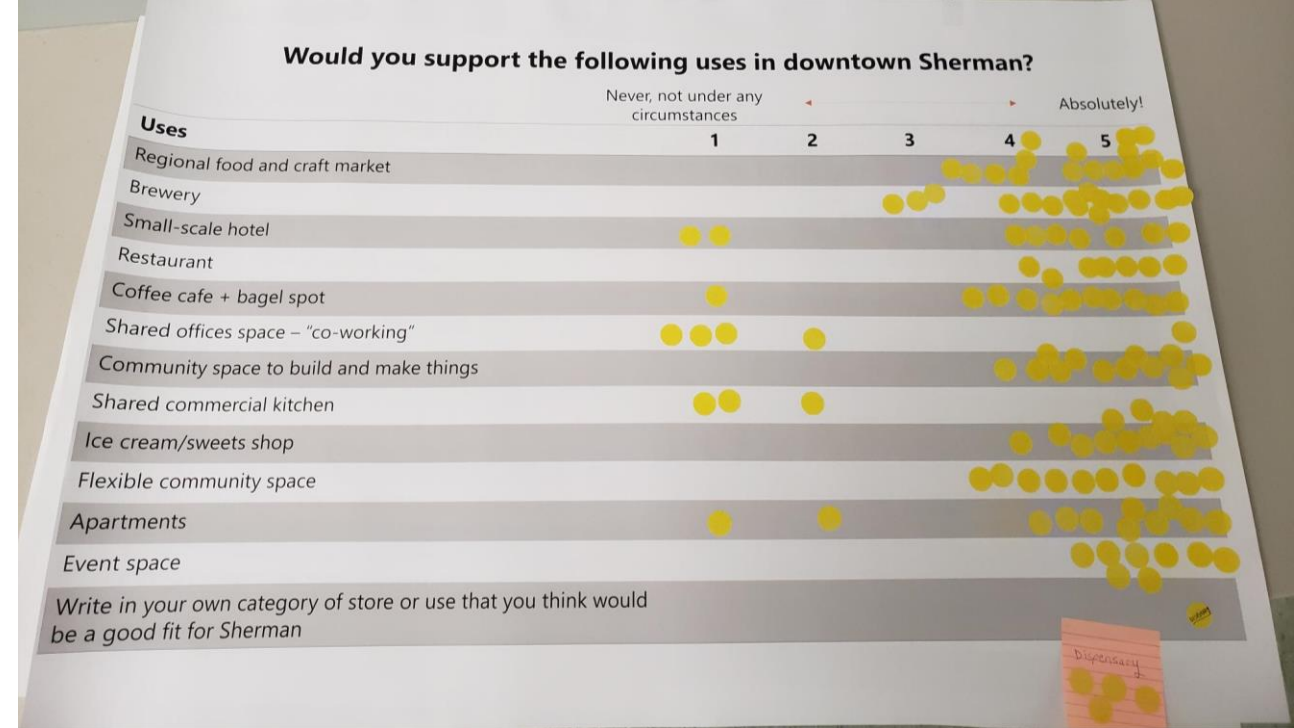 Would you support the following uses in downtown Sherman?
Never, not under any
circumstances
Absolutely!
Uses
1 2 3 4 5
Regional food and craft market
Brewery
Small-scale hotel
Restaurant
Coffee cafe + bagel spot
Shared offices space – "co-working"
Community space to build and make things
Shared commercial kitchen
Ice cream/sweets shop
Flexible community space
Apartments
Event space
Write in your own category of store or use that you think would
be a good fit for Sherman
Dispensary